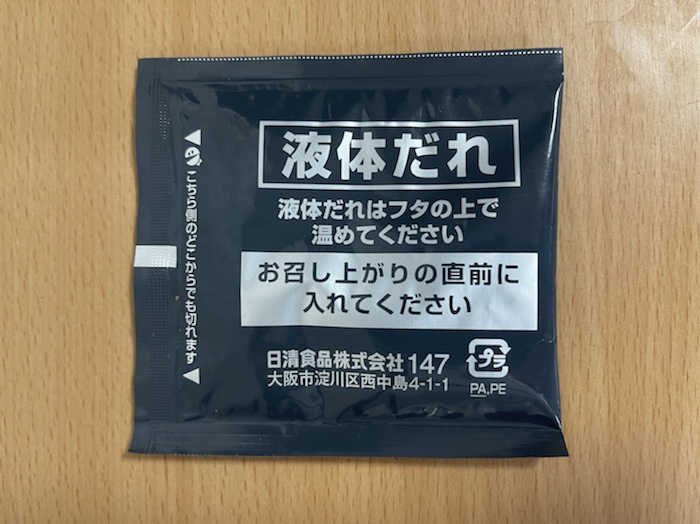 液体だれ
液体だれはフタの上で
温めてください
お召し上がりの直前に
入れてください
日清食品株式会社 147
大阪市淀川区西中島4-1-1
プラ
PA,PE
◀こちら側のどこからでも切れます▶